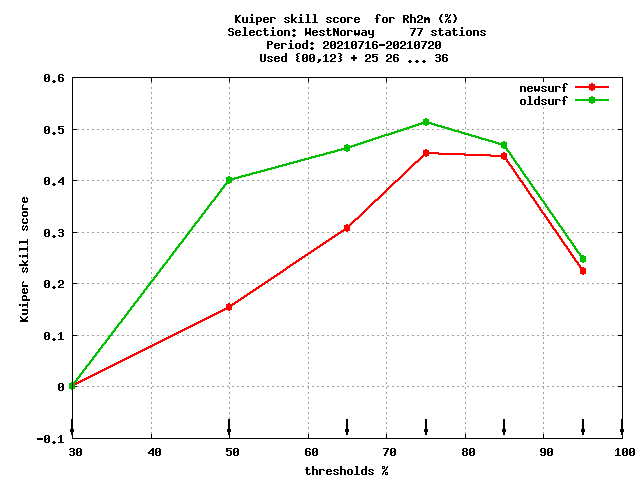 Kuiper skill score  for Rh2m (%)
Selection: WestNorway     77 stations
Period: 20210716-20210720
Used {00,12} + 25 26 ... 36
newsurf
oldsurf
0.6
0.5
0.4
0.3
0.2
0.1
0
-0.1
Kuiper skill score
30 40 50 60 70 80 90 100
thresholds %